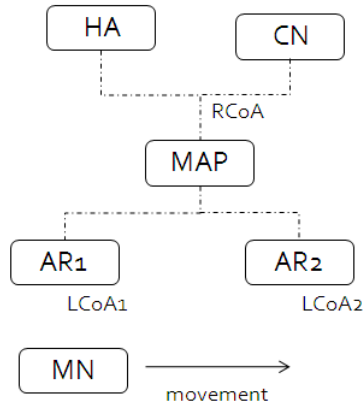 HA
CN
RCoA
MAP
AR1
AR2
LCoA1
LCoA2
MN
movement